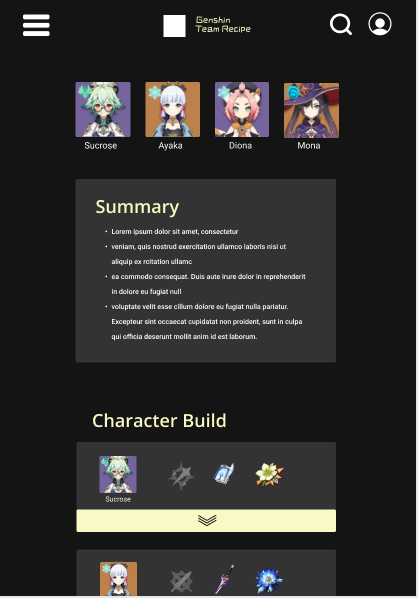 Genshin
Team Recipe
Sucrose
Ayaka
Diona
Mona
Summary
• Lorem ipsum dolor sit amet, consectetur
• veniam, quis nostrud exercitation ullamco laboris nisi ut
aliquip ex rcitation ullamc
• ea commodo consequat. Duis aute irure dolor in reprehenderit
in dolore eu fugiat null
• voluptate velit esse cillum dolore eu fugiat nulla pariatur.
Excepteur sint occaecat cupidatat non proident, sunt in culpa
qui officia deserunt mollit anim id est laborum.
Character Build
Sucrose